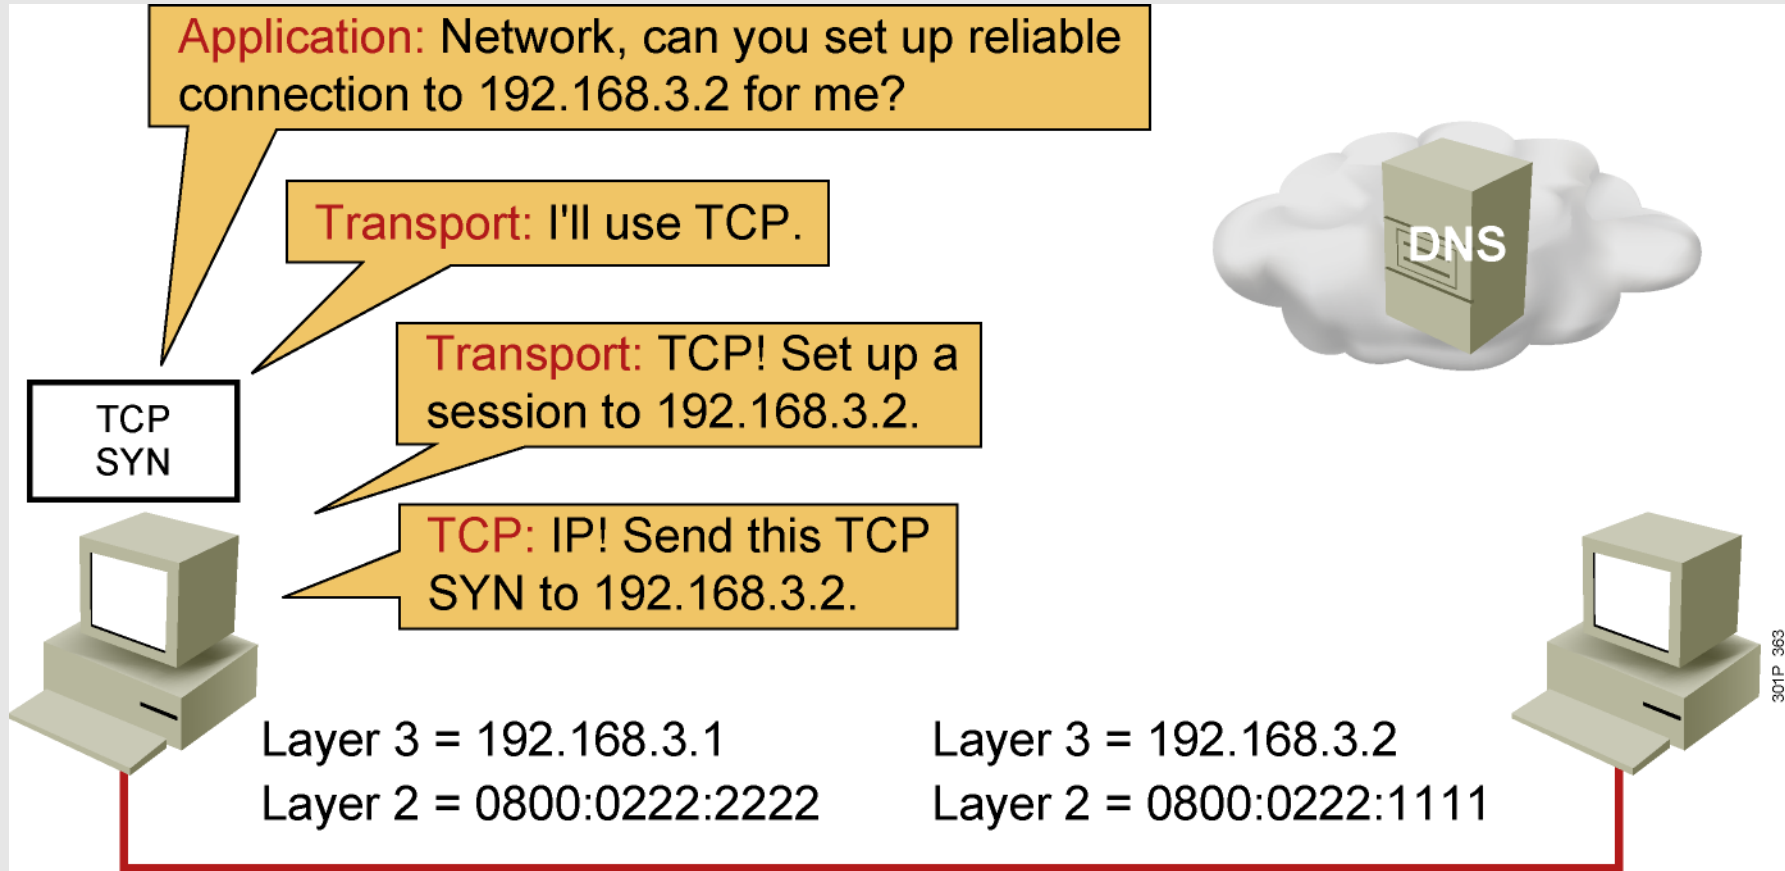 Application: Network, can you set up reliable
connection to 192.168.3.2 for me?
Transport: I'll use TCP.
DNS
Transport: TCP! Set up a
session to 192.168.3.2.
TCP
SYN
TCP: IP! Send this TCP
SYN to 192.168.3.2.
Layer 3 = 192.168.3.1
Layer 2 = 0800:0222:2222
Layer 3 = 192.168.3.2
Layer 2 = 0800:0222:1111
301P_363